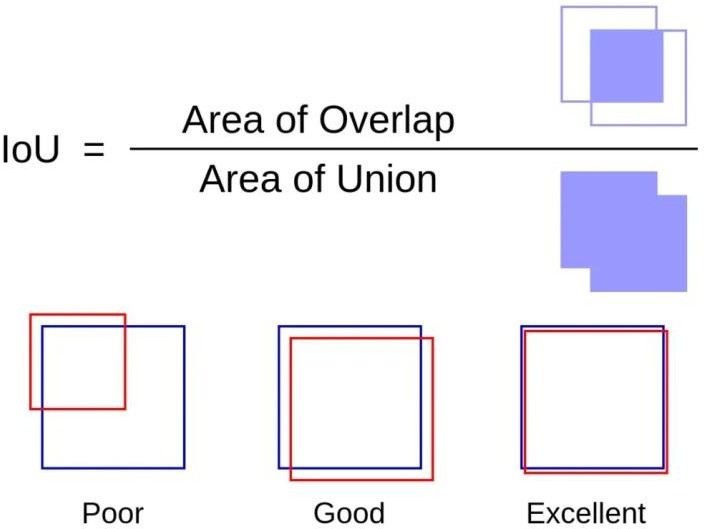 Area of Overlap
IoU =
Area of Union
Poor
Good
Excellent